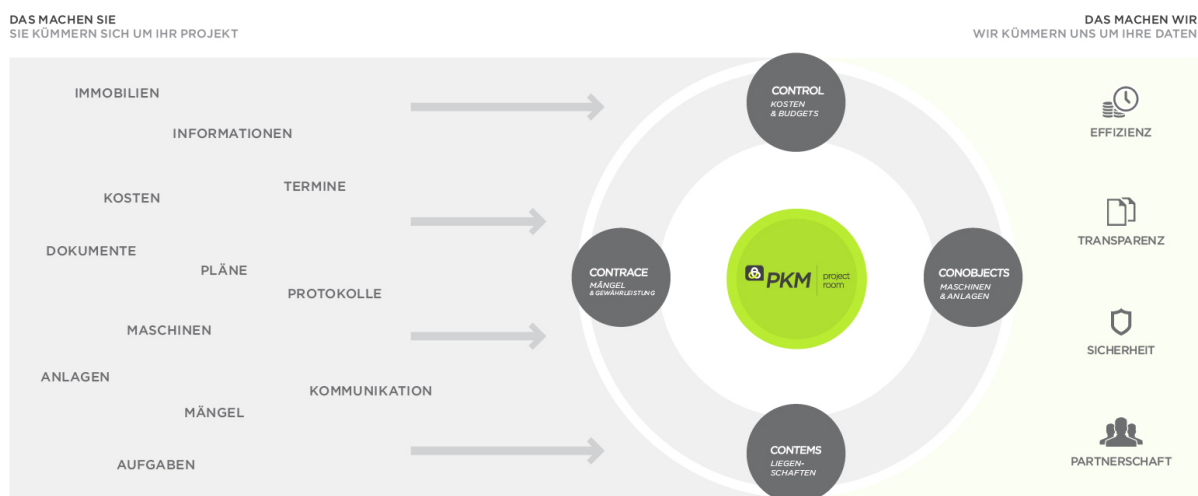 DAS MACHEN SIE
SIE KÜMMERN SICH UM IHR PROJEKT
DAS MACHEN WIR
WIR KÜMMERN UNS UM IHRE DATEN
IMMOBILIEN
INFORMATIONEN
TERMINE
KOSTEN
DOKUMENTE
PLÄNE
PROTOKOLLE
MASCHINEN
ANLAGEN
KOMMUNIKATION
MÄNGEL
AUFGABEN
CONTROL
KOSTEN
& BUDGETS
CONTRACE
MÄNGEL
& GEWÄHRLEISTUNG
PKM project
room
CONOBJECTS
MASCHINEN
& ANLAGEN
CONTEMS
LIEGEN-
SCHAFTEN
EFFIZIENZ
TRANSPARENZ
SICHERHEIT
PARTNERSCHAFT